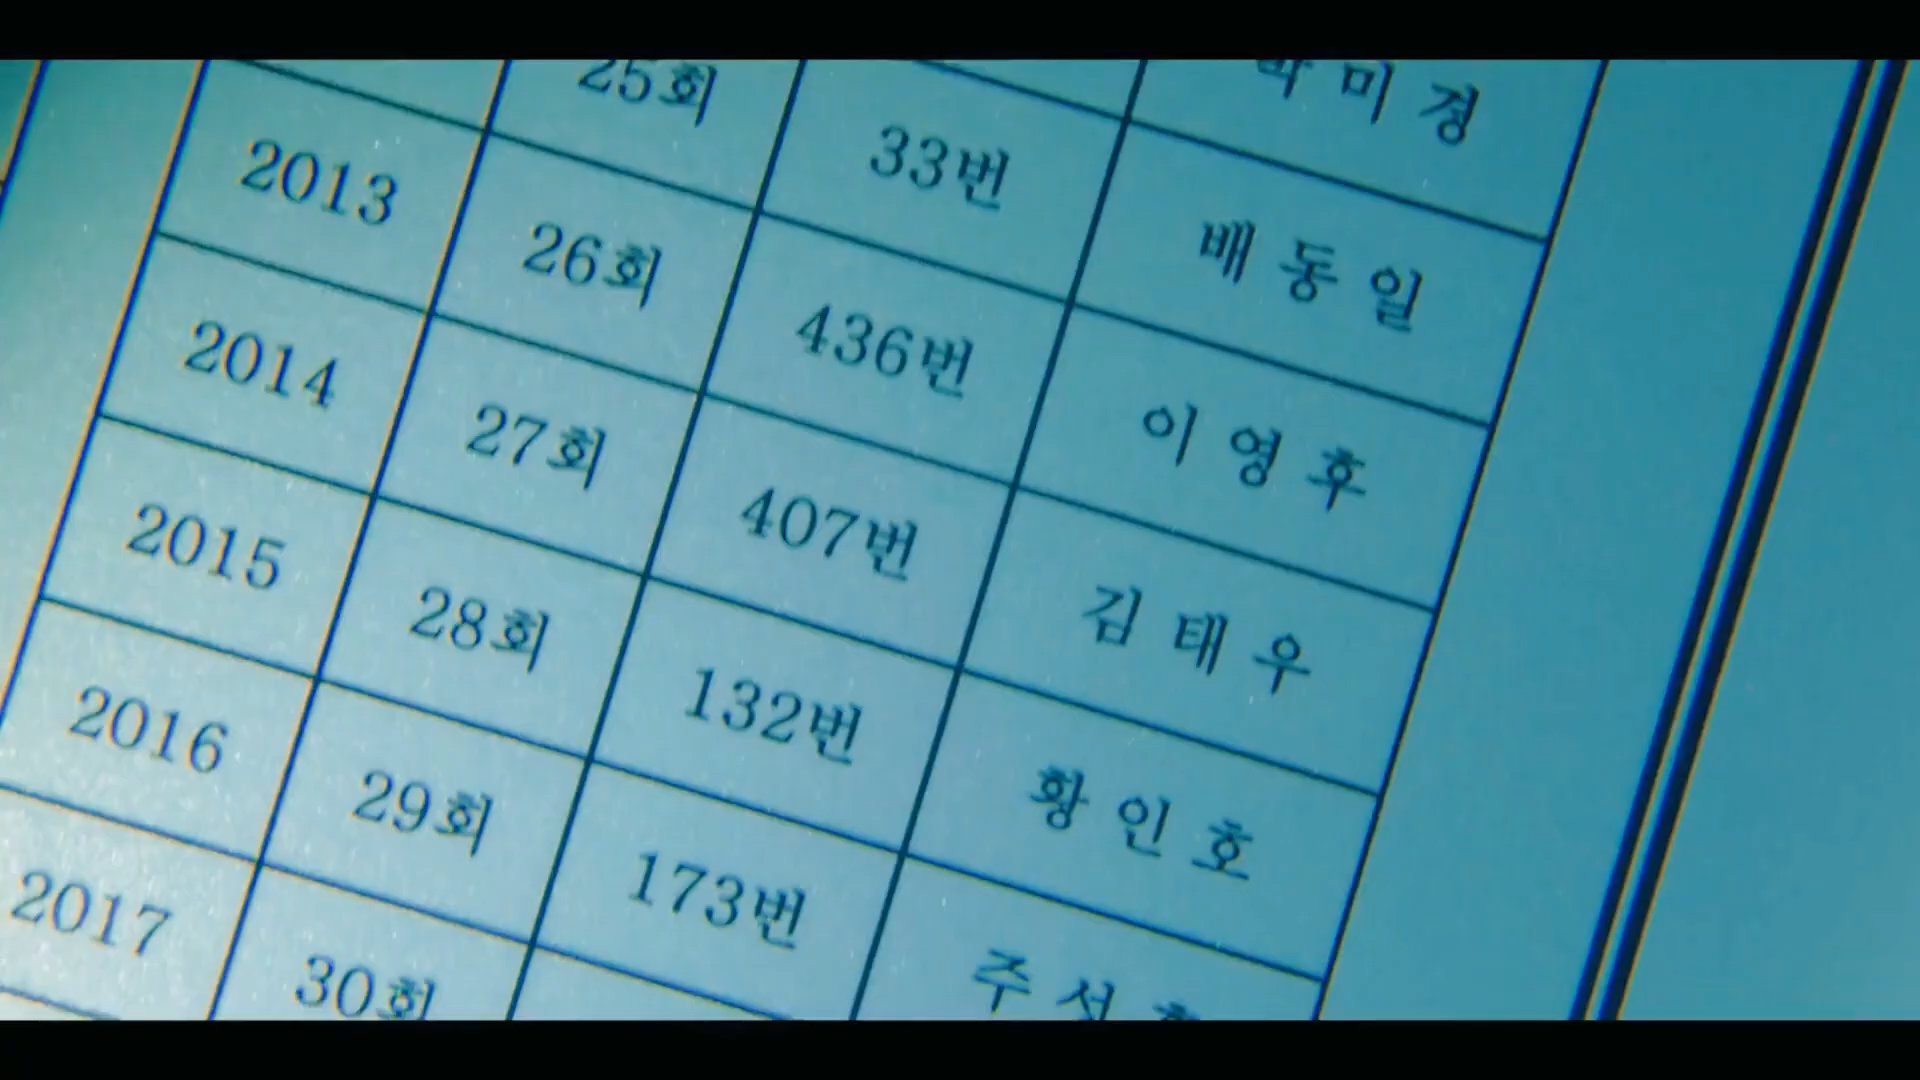 미 경
25회 33번 배 동 일
2013 26회 436번 이 영 후
2014 27회 407번 김 태 우
2015 28회 132번 황 인 호
2016 29회 173번 주 석
2017 30회